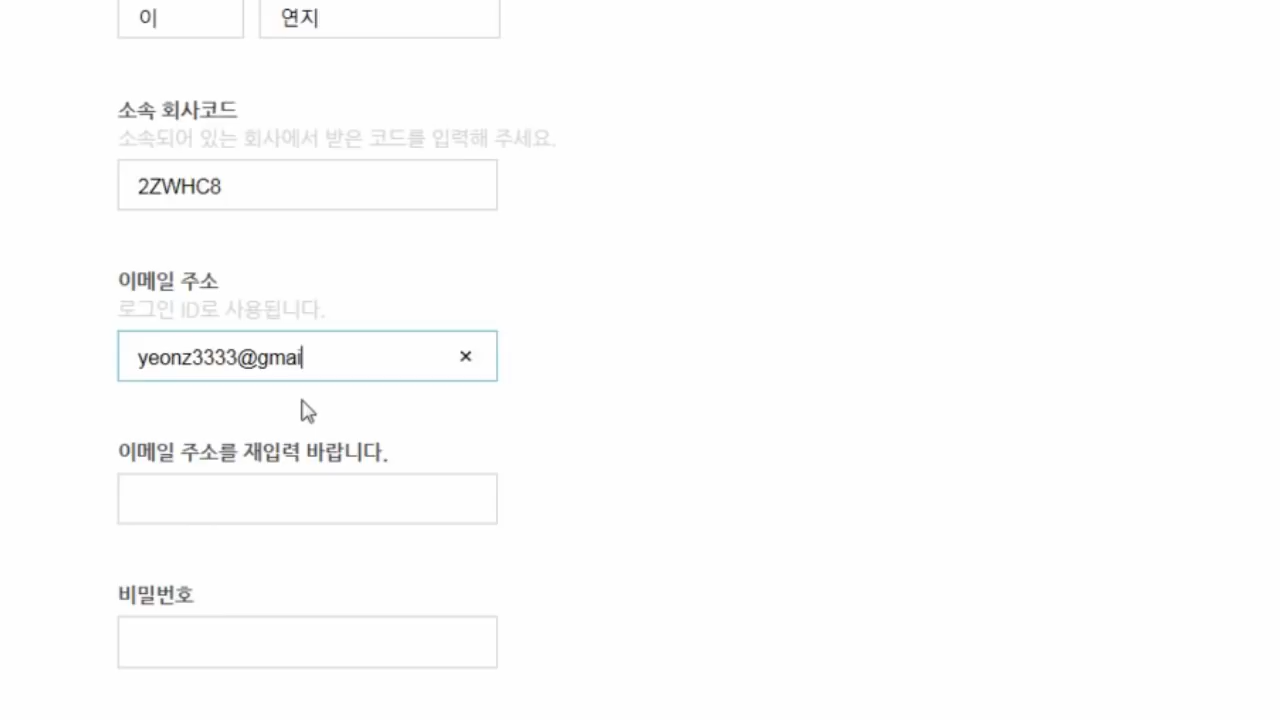 이 연지
소속 회사코드
소속되어 있는 회사에서 받은 코드를 입력해 주세요.
2ZWHC8
이메일 주소
로그인 ID로 사용됩니다.
yeonz3333@gmai
이메일 주소를 재입력 바랍니다.
비밀번호